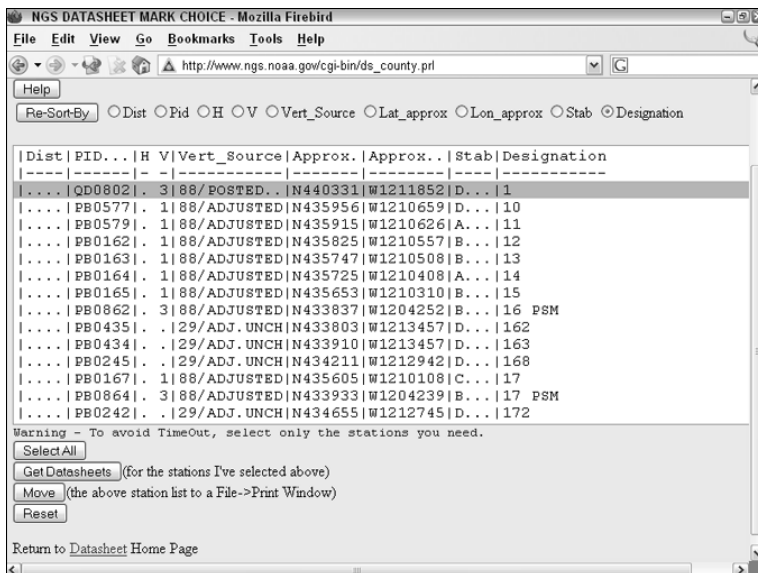 NGS DATASHEET MARK CHOICE - Mozilla Firebird
File Edit View Go Bookmarks Tools Help
http://www.ngs.noaa.gov/cgi-bin/ds_county.prl
Help
Re-Sort-By Dist Pid H V Vert_Source Lat_approx Lon_approx Stab Designation
|Dist|PID...|H V|Vert_Source|Approx.|Approx..|Stab|Designation
|----|------|- -|-----------|-------|--------|----|-----------
|....|QD0802|. 3|88/POSTED..|N440331|W1211852|D...|1
|....|PB0577|. 1|88/ADJUSTED|N435956|W1210659|D...|10
|....|PB0579|. 1|88/ADJUSTED|N435915|W1210626|A...|11
|....|PB0162|. 1|88/ADJUSTED|N435825|W1210557|B...|12
|....|PB0163|. 1|88/ADJUSTED|N435747|W1210508|B...|13
|....|PB0164|. 1|88/ADJUSTED|N435725|W1210408|A...|14
|....|PB0165|. 1|88/ADJUSTED|N435653|W1210310|B...|15
|....|PB0862|. 3|88/ADJUSTED|N433837|W1204252|B...|16 PSM
|....|PB0435|. .|29/ADJ.UNCH|N433803|W1213457|D...|162
|....|PB0434|. .|29/ADJ.UNCH|N433910|W1213457|D...|163
|....|PB0245|. .|29/ADJ.UNCH|N434211|W1212942|D...|168
|....|PB0167|. 1|88/ADJUSTED|N435605|W1210108|C...|17
|....|PB0864|. 3|88/ADJUSTED|N433933|W1204239|B...|17 PSM
|....|PB0242|. .|29/ADJ.UNCH|N434655|W1212745|D...|172
Warning - To avoid TimeOut, select only the stations you need.
Select All
Get Datasheets (for the stations I've selected above)
Move (the above station list to a File->Print Window)
Reset
Return to Datasheet Home Page